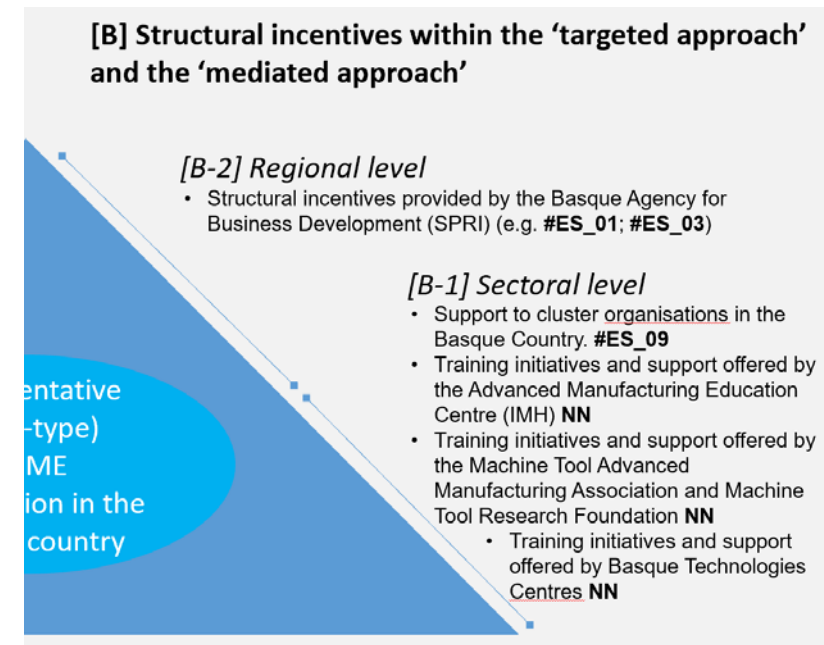 [B] Structural incentives within the ‘targeted approach’
and the ‘mediated approach’
[B-2] Regional level
• Structural incentives provided by the Basque Agency for
Business Development (SPRI) (e.g. #ES_01; #ES_03)
[B-1] Sectoral level
• Support to cluster organisations in the
Basque Country. #ES_09
• Training initiatives and support offered by
the Advanced Manufacturing Education
Centre (IMH) NN
• Training initiatives and support offered by
the Machine Tool Advanced
Manufacturing Association and Machine
Tool Research Foundation NN
• Training initiatives and support
offered by Basque Technologies
Centres NN
entative
-type)
ME
ion in the
country